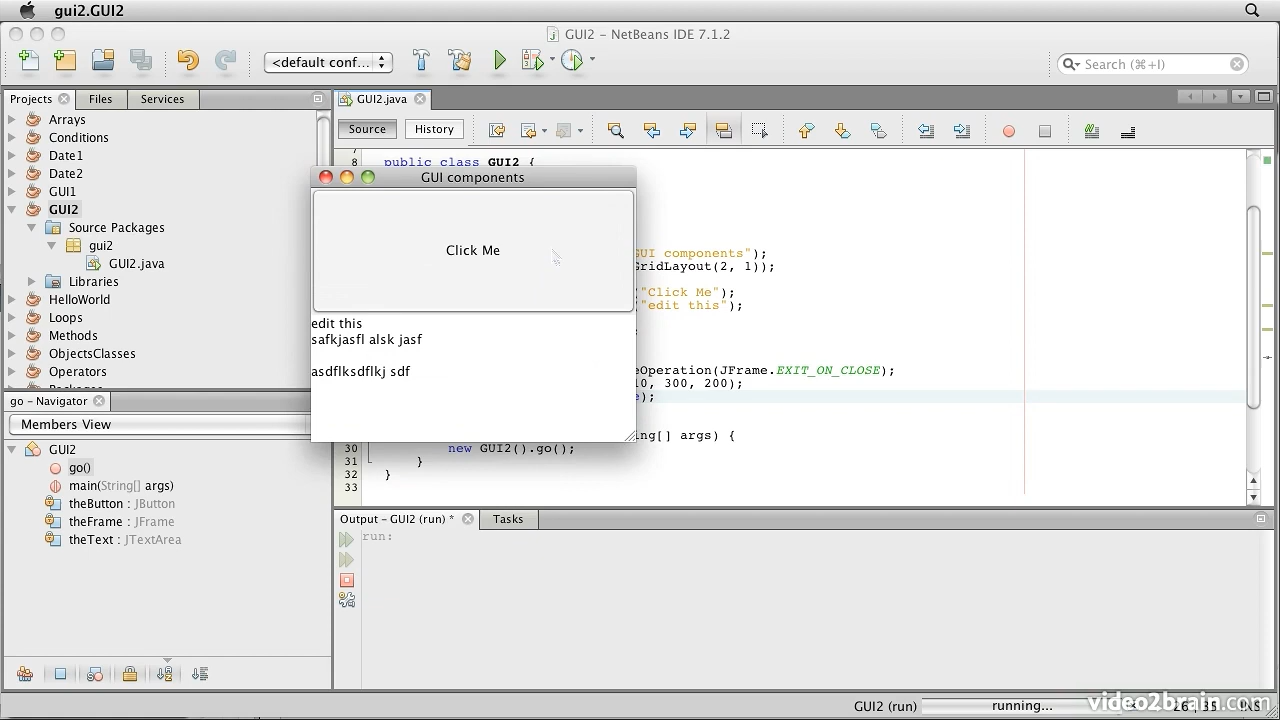 gui2.GUI2
GUI2 – NetBeans IDE 7.1.2
<default conf...
Search (⌘+I)
Projects Files Services
GUI2.java
Source History
Arrays
Conditions
Date1
Date2
GUI1
GUI2
Source Packages
gui2
GUI2.java
Libraries
HelloWorld
Loops
Methods
ObjectsClasses
Operators
8 public class GUI2 {
GUI components
Click Me
edit this
safkjasfl alsk jasf
asdflksdflkj sdf
GUI components");
GridLayout(2, 1));
"Click Me");
"edit this");
;
eOperation(JFrame.EXIT_ON_CLOSE);
10, 300, 200);
e);
ng[] args) {
30 new GUI2().go();
31 }
32 }
33
go – Navigator
Members View
GUI2
go()
main(String[] args)
theButton : JButton
theFrame : JFrame
theText : JTextArea
Output – GUI2 (run) * Tasks
run:
GUI2 (run) running... 26 | 35 INS
video2brain.com